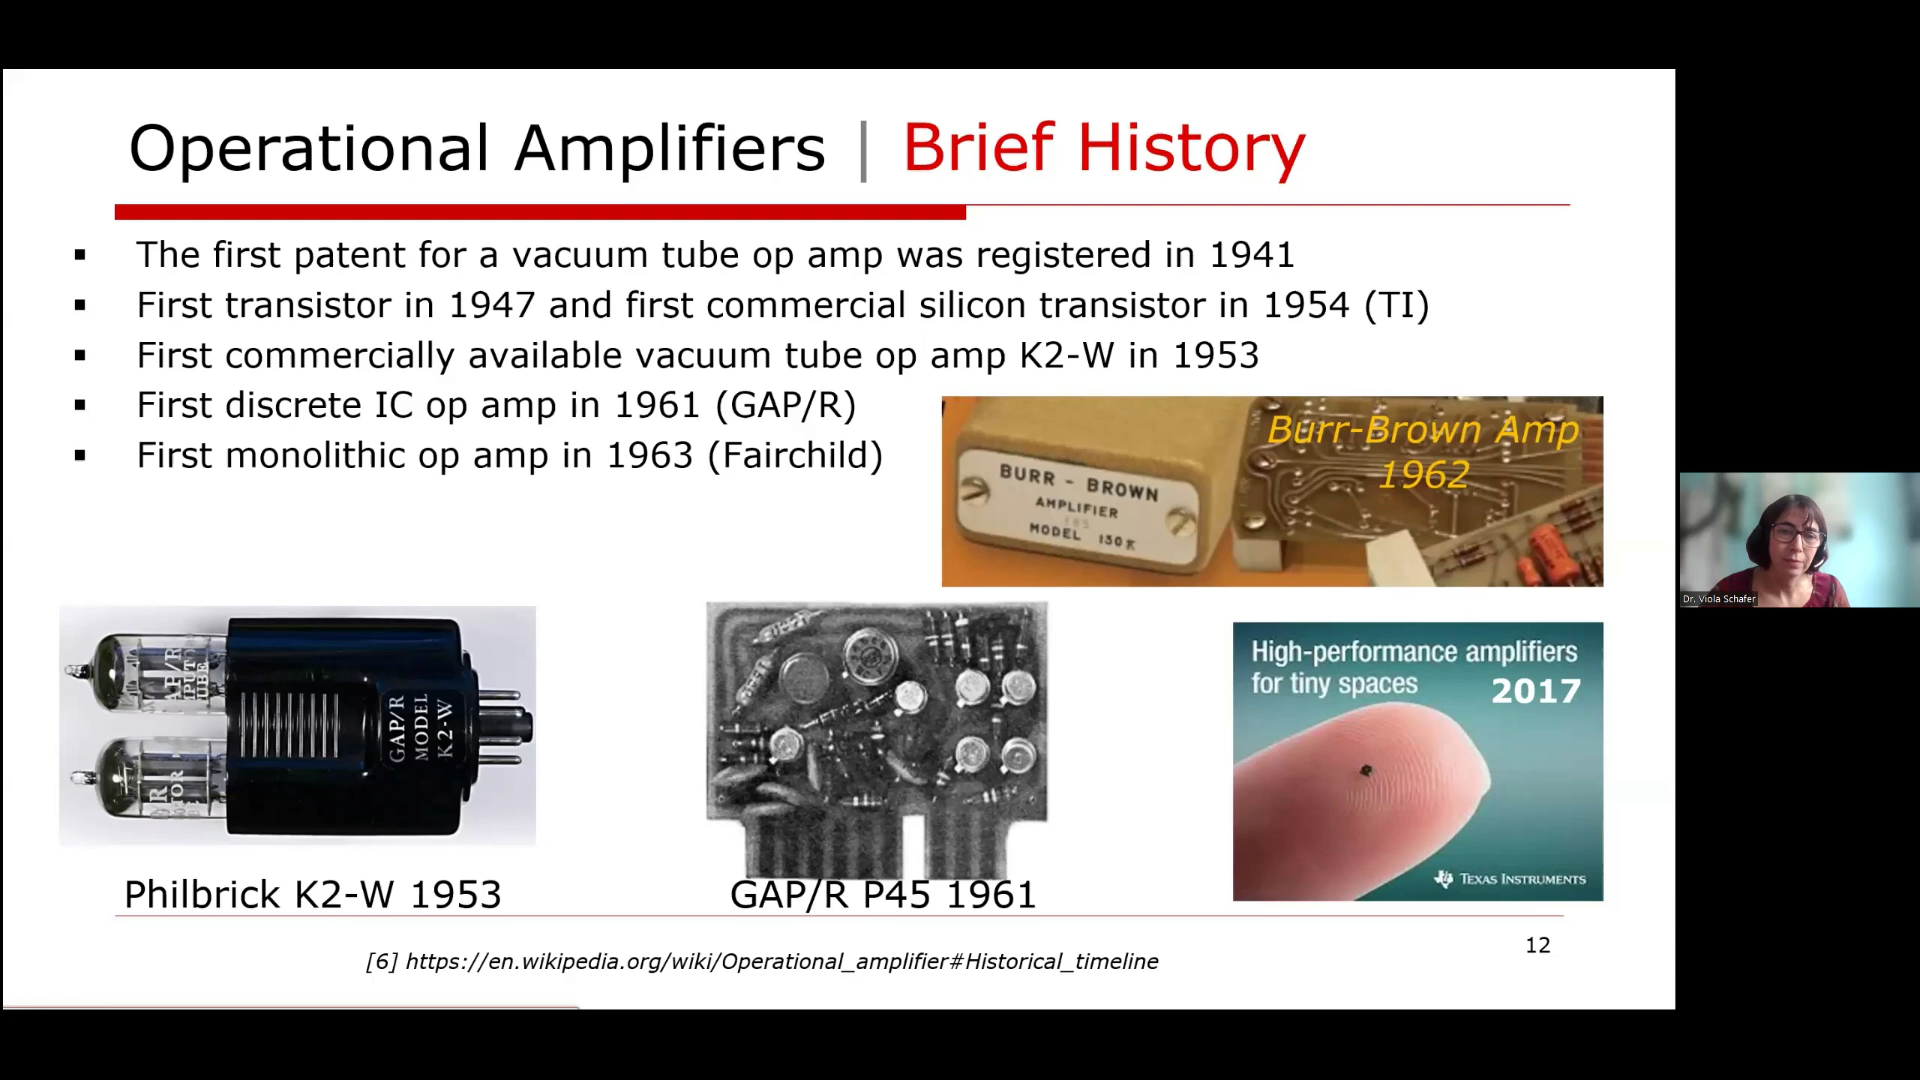 Operational Amplifiers | Brief History
▪ The first patent for a vacuum tube op amp was registered in 1941
▪ First transistor in 1947 and first commercial silicon transistor in 1954 (TI)
▪ First commercially available vacuum tube op amp K2-W in 1953
▪ First discrete IC op amp in 1961 (GAP/R)
▪ First monolithic op amp in 1963 (Fairchild)
Burr-Brown Amp
1962
BURR - BROWN
AMPLIFIER
MODEL 130K
GAP/R
MODEL
K2-W
High-performance amplifiers
for tiny spaces 2017
TEXAS INSTRUMENTS
Philbrick K2-W 1953
GAP/R P45 1961
[6] https://en.wikipedia.org/wiki/Operational_amplifier#Historical_timeline
12
Dr. Viola Schafer